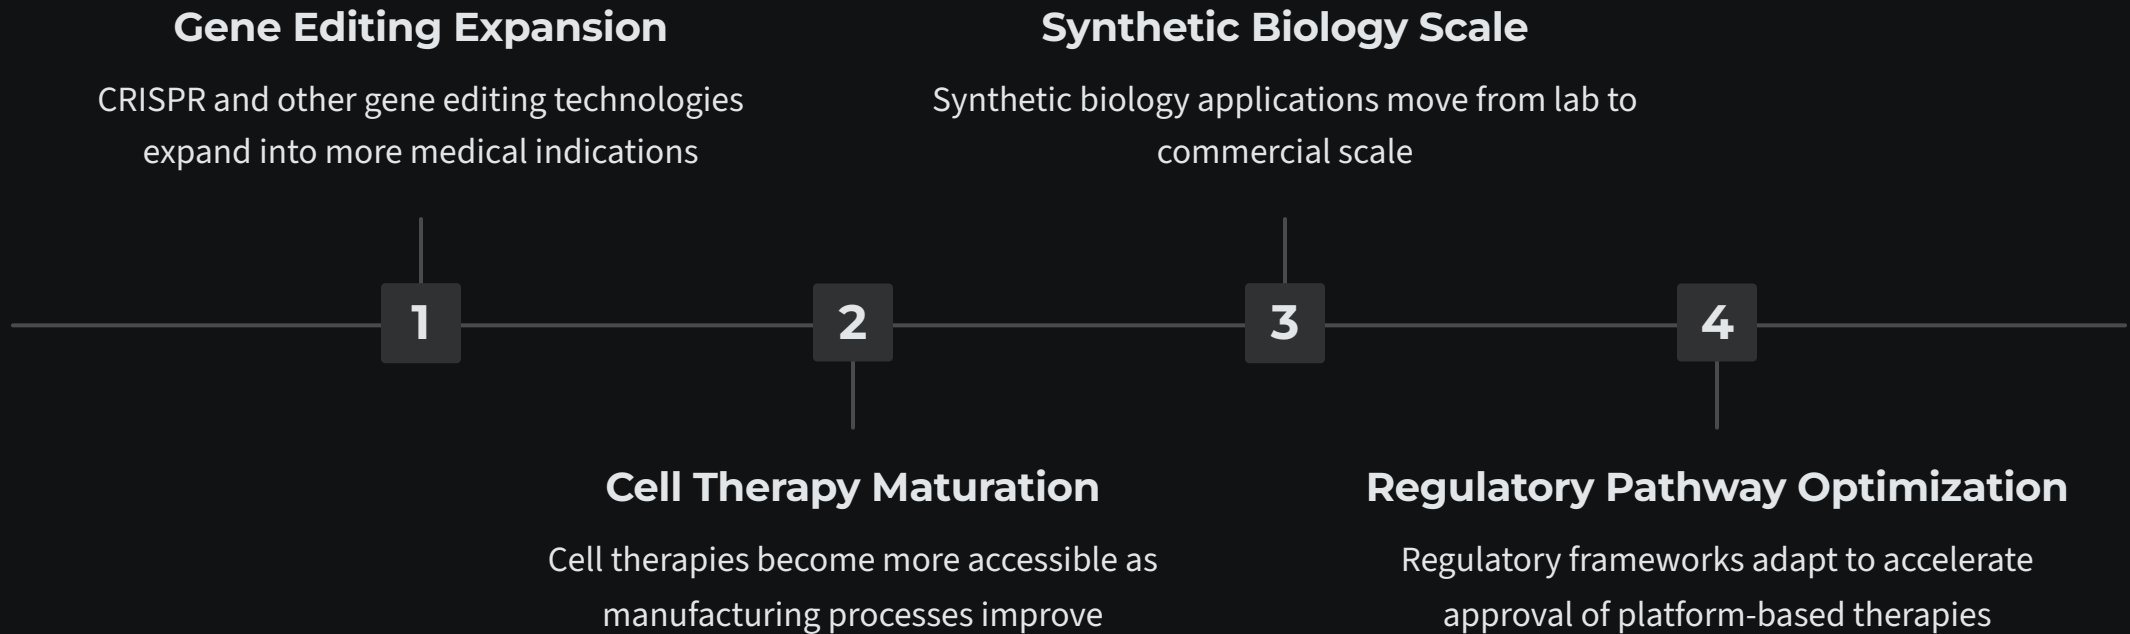 Gene Editing Expansion
CRISPR and other gene editing technologies
expand into more medical indications
Synthetic Biology Scale
Synthetic biology applications move from lab to
commercial scale
1
2
3
4
Cell Therapy Maturation
Cell therapies become more accessible as
manufacturing processes improve
Regulatory Pathway Optimization
Regulatory frameworks adapt to accelerate
approval of platform-based therapies